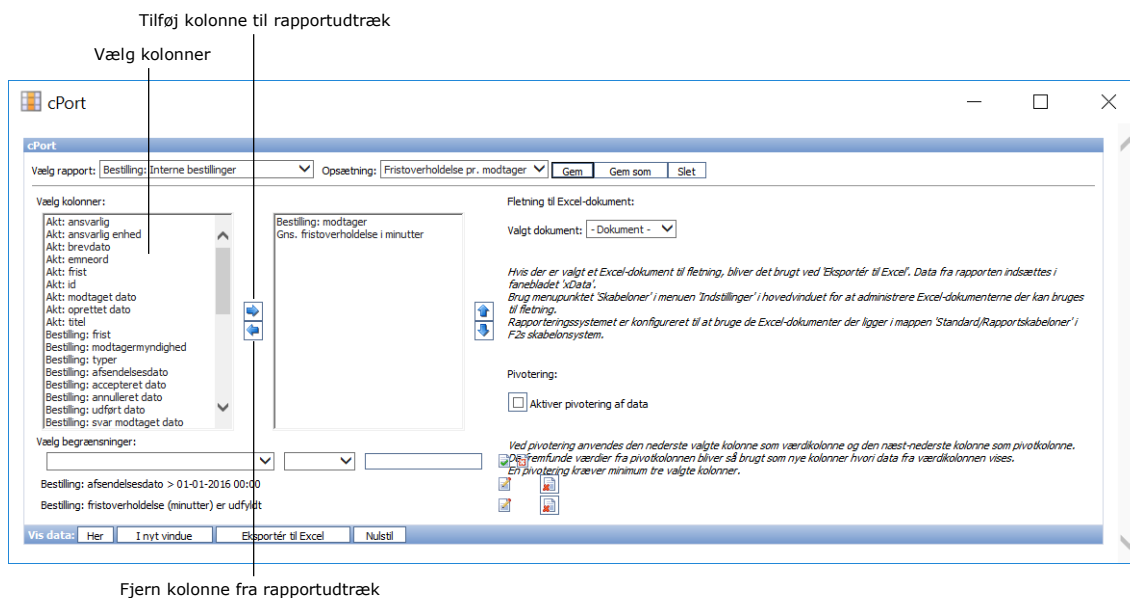 Tilføj kolonne til rapportudtræk
Vælg kolonner
cPort
cPort
Vælg rapport: Bestilling: Interne bestillinger Opsætning: Fristoverholdelse pr. modtager Gem Gem som Slet
Vælg kolonner:
Akt: ansvarlig
Akt: ansvarlig enhed
Akt: brevdato
Akt: emneord
Akt: frist
Akt: id
Akt: modtaget dato
Akt: oprettet dato
Akt: titel
Bestilling: frist
Bestilling: modtagermyndighed
Bestilling: typer
Bestilling: afsendelsesdato
Bestilling: accepteret dato
Bestilling: annulleret dato
Bestilling: udført dato
Bestilling: svar modtaget dato
Bestilling: modtager
Gns. fristoverholdelse i minutter
Fletning til Excel-dokument:
Valgt dokument: - Dokument -
Hvis der er valgt et Excel-dokument til fletning, bliver det brugt ved 'Eksportér til Excel'. Data fra rapporten indsættes i
fanebladet 'xData'.
Brug menupunktet 'Skabeloner' i menuen 'Indstillinger' i hovedvinduet for at administrere Excel-dokumenterne der kan bruges
til fletning.
Rapporteringssystemet er konfigureret til at bruge de Excel-dokumenter der ligger i mappen 'Standard/Rapportskabeloner' i
F2s skabelonsystem.
Pivotering:
Aktiver pivotering af data
Ved pivotering anvendes den nederste valgte kolonne som værdikolonne og den næst-nederste kolonne som pivotkolonne.
De fremfundne værdier fra pivotkolonnen bliver så brugt som nye kolonner hvori data fra værdikolonnen vises.
En pivotering kræver minimum tre valgte kolonner.
Vælg begrænsninger:
Bestilling: afsendelsesdato > 01-01-2016 00:00
Bestilling: fristoverholdelse (minutter) er udfyldt
Vis data: Her I nyt vindue Eksportér til Excel Nulstil
Fjern kolonne fra rapportudtræk